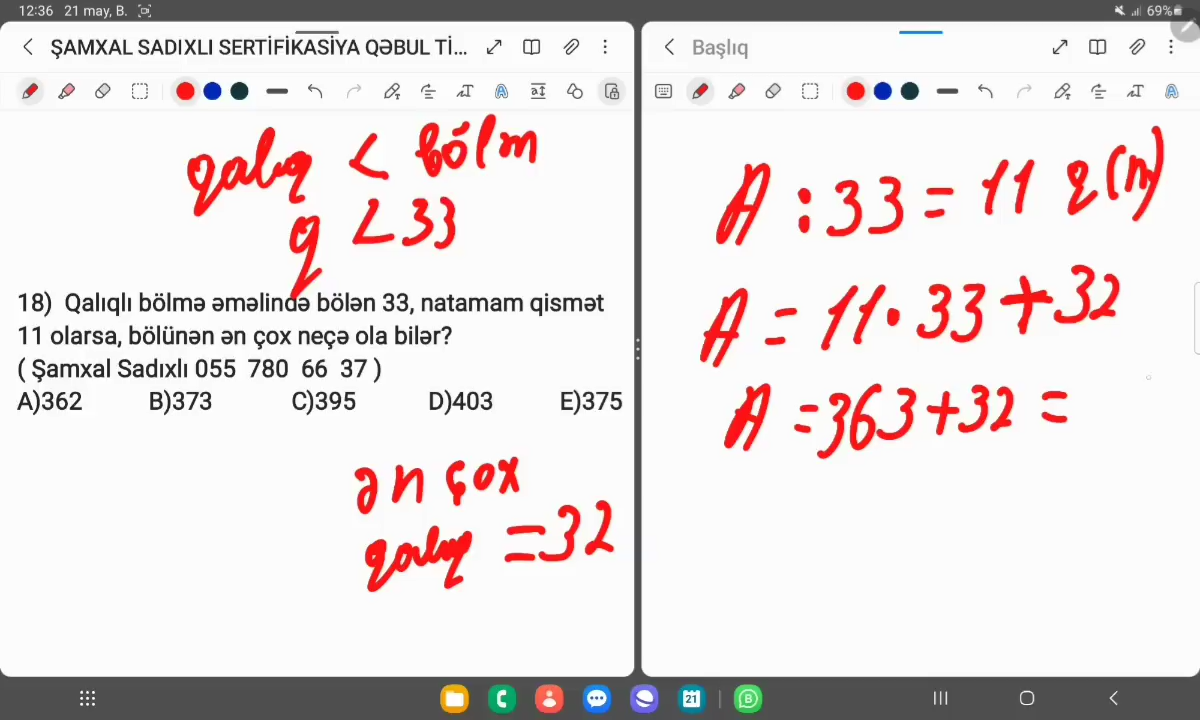 12:36 21 may, B. 69%
ŞAMXAL SADIXLI SERTİFİKASİYA QƏBUL Tİ...
qalıq < bölm
q < 33
18) Qalıqlı bölmə əməlində bölən 33, natamam qismət
11 olarsa, bölünən ən çox neçə ola bilər?
( Şamxal Sadıxlı 055 780 66 37 )
A)362 B)373 C)395 D)403 E)375
ən çox
qalıq = 32
Başlıq
A : 33 = 11 q(m)
A = 11 · 33 + 32
A = 363 + 32 =
21